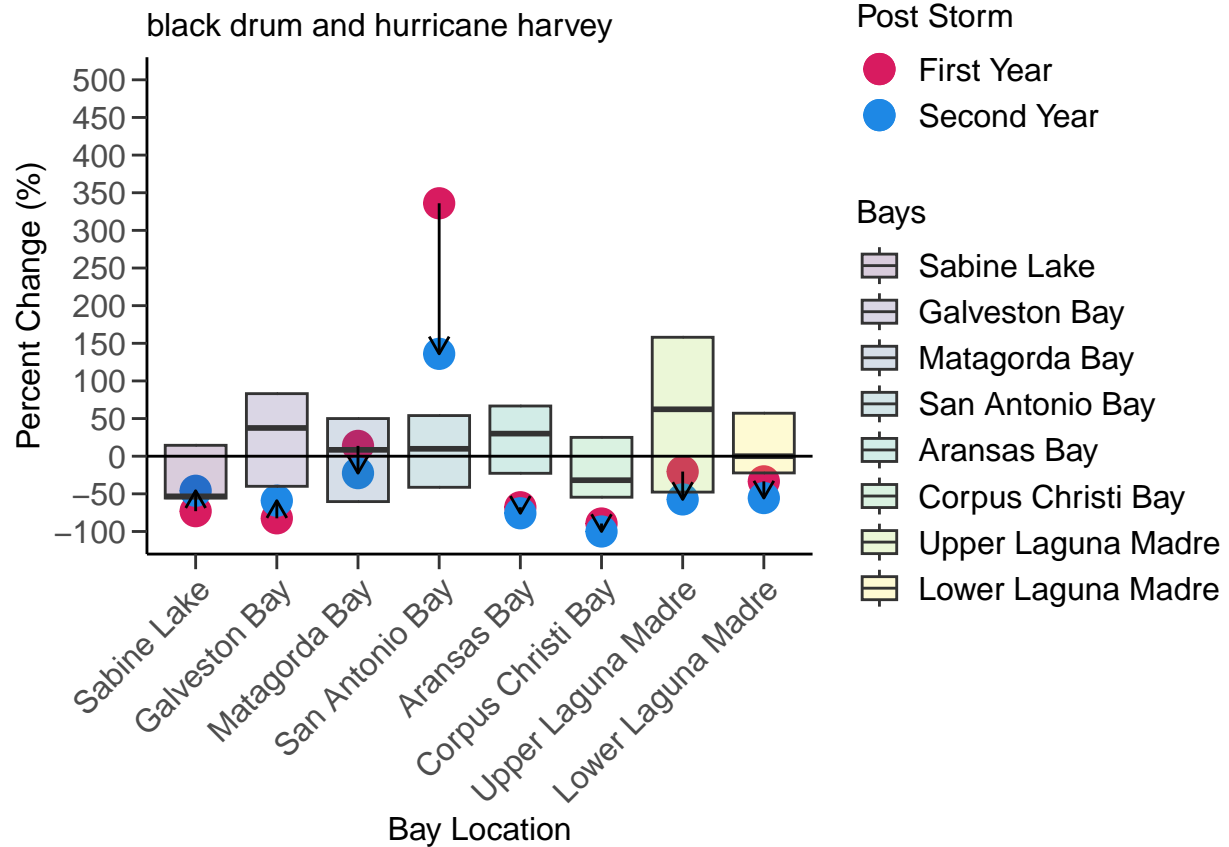 black drum and hurricane harvey
Percent Change (%)
500
450
400
350
300
250
200
150
100
50
0
−50
−100
Sabine Lake
Galveston Bay
Matagorda Bay
San Antonio Bay
Aransas Bay
Corpus Christi Bay
Upper Laguna Madre
Lower Laguna Madre
Bay Location
Post Storm
First Year
Second Year
Bays
Sabine Lake
Galveston Bay
Matagorda Bay
San Antonio Bay
Aransas Bay
Corpus Christi Bay
Upper Laguna Madre
Lower Laguna Madre